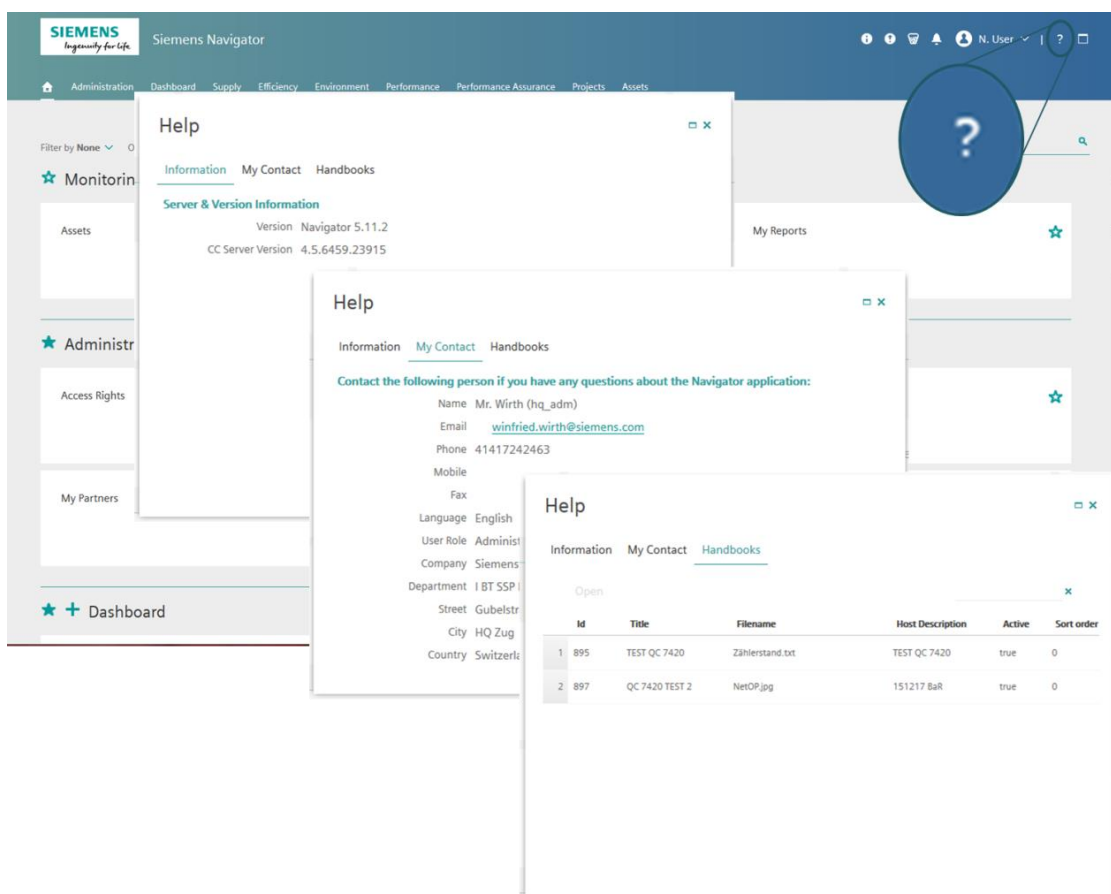 SIEMENS
Ingenuity for life
Siemens Navigator
N. User | ?
Administration Dashboard Supply Efficiency Environment Performance Performance Assurance Projects Assets
?
Filter by None
Monitorin
Assets
My Reports
Administr
Access Rights
My Partners
Dashboard
Help
Information My Contact Handbooks
Server & Version Information
Version Navigator 5.11.2
CC Server Version 4.5.6459.23915
Help
Information My Contact Handbooks
Contact the following person if you have any questions about the Navigator application:
Name Mr. Wirth (hq_adm)
Email winfried.wirth@siemens.com
Phone 41417242463
Mobile
Fax
Language English
User Role Administ
Company Siemens
Department I BT SSP
Street Gubelstr
City HQ Zug
Country Switzerla
Help
Information My Contact Handbooks
Open
Id Title Filename Host Description Active Sort order
1 895 TEST QC 7420 Zählerstand.txt TEST QC 7420 true 0
2 897 QC 7420 TEST 2 NetOP.jpg 151217 BaR true 0